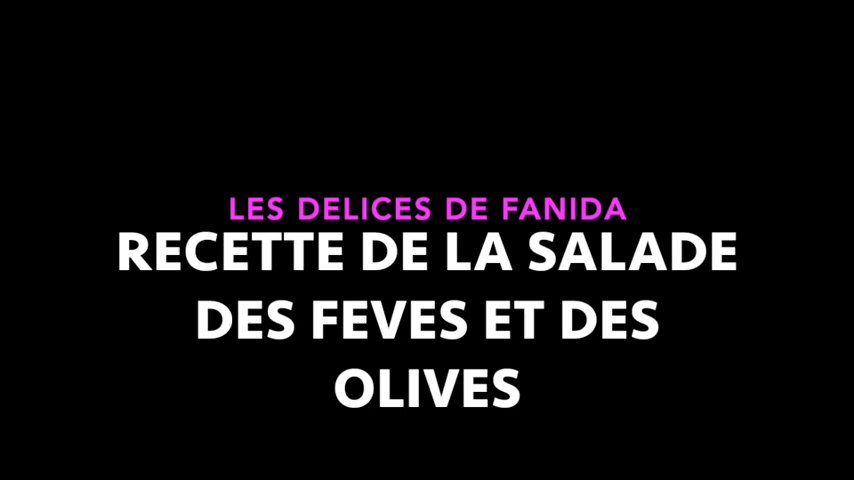 LES DELICES DE FANIDA
RECETTE DE LA SALADE
DES FEVES ET DES
OLIVES